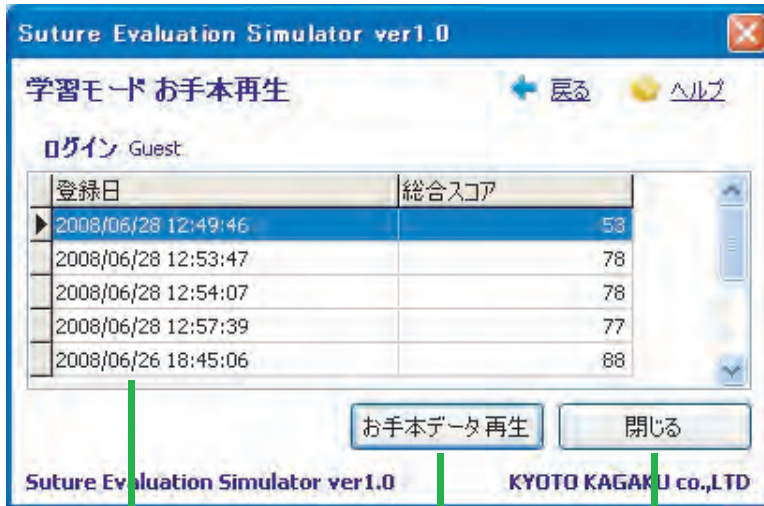 Suture Evaluation Simulator ver1.0
学習モード お手本再生 戻る ヘルプ
ログイン Guest
登録日 総合スコア
2008/06/28 12:49:46 53
2008/06/28 12:53:47 78
2008/06/28 12:54:07 78
2008/06/28 12:57:39 77
2008/06/26 18:45:06 88
お手本データ再生 閉じる
Suture Evaluation Simulator ver1.0 KYOTO KAGAKU co.,LTD